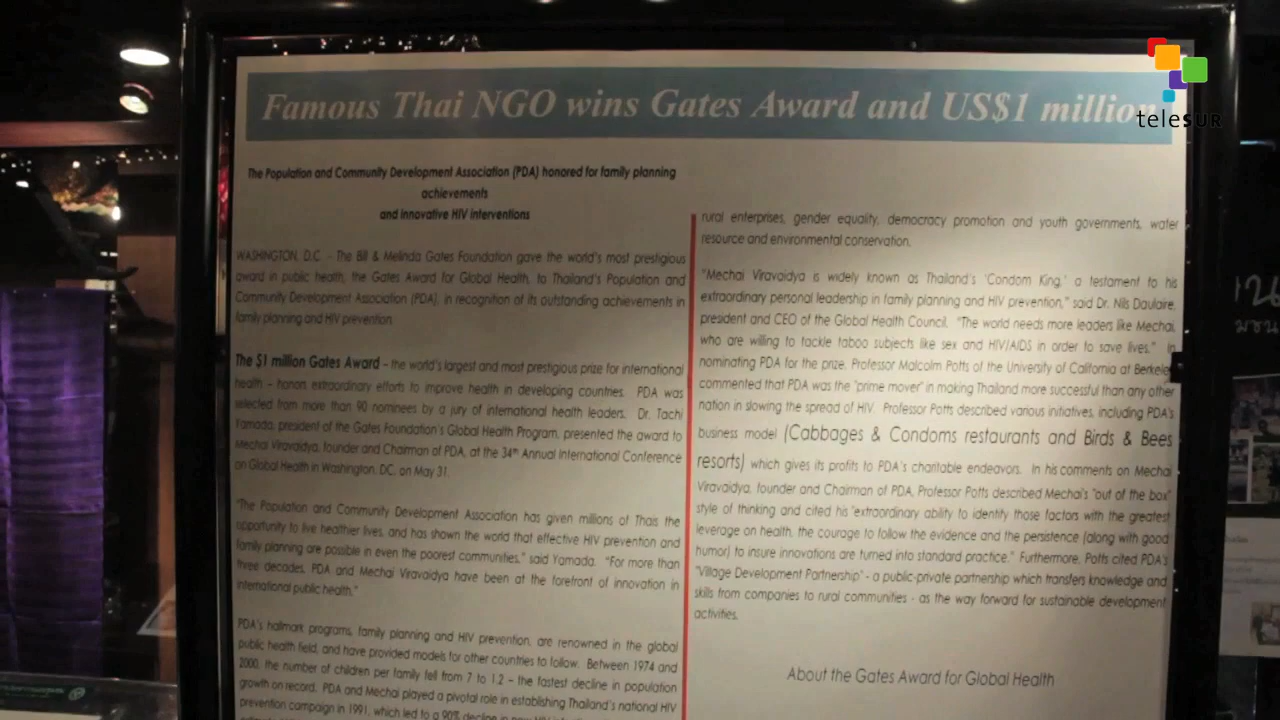 Famous Thai NGO wins Gates Award and US$1 million
telesur
The Population and Community Development Association (PDA) honored for family planning
achievements
and innovative HIV interventions
WASHINGTON, D.C. - The Bill & Melinda Gates Foundation gave the world's most prestigious
award in public health, the Gates Award for Global Health, to Thailand's Population and
Community Development Association (PDA), in recognition of its outstanding achievements in
family planning and HIV prevention.
The $1 million Gates Award – the world's largest and most prestigious prize for international
health – honors extraordinary efforts to improve health in developing countries. PDA was
selected from more than 90 nominees by a jury of international health leaders. Dr. Tachi
Yamada, president of the Gates Foundation's Global Health Program, presented the award to
Mechai Viravaidya, founder and Chairman of PDA, at the 34th Annual International Conference
on Global Health in Washington, DC. on May 31.
"The Population and Community Development Association has given millions of Thais the
opportunity to live healthier lives, and has shown the world that effective HIV prevention and
family planning are possible in even the poorest communities," said Yamada. "For more than
three decades, PDA and Mechai Viravaidya have been at the forefront of innovation in
international public health."
PDA's hallmark programs, family planning and HIV prevention, are renowned in the global
public health field, and have provided models for other countries to follow. Between 1974 and
2000, the number of children per family fell from 7 to 1.2 – the fastest decline in population
growth on record. PDA and Mechai played a pivotal role in establishing Thailand's national HIV
prevention campaign in 1991, which led to a 90% decline in new HIV
rural enterprises, gender equality, democracy promotion and youth governments, water
resource and environmental conservation.
"Mechai Viravaidya is widely known as Thailand's 'Condom King,' a testament to his
extraordinary personal leadership in family planning and HIV prevention," said Dr. Nils Daulaire,
president and CEO of the Global Health Council. "The world needs more leaders like Mechai,
who are willing to tackle taboo subjects like sex and HIV/AIDS in order to save lives." In
nominating PDA for the prize, Professor Malcolm Potts of the University of California at Berkeley
commented that PDA was the 'prime mover' in making Thailand more successful than any other
nation in slowing the spread of HIV. Professor Potts described various initiatives, including PDA's
business model (Cabbages & Condoms restaurants and Birds & Bees
resorts) which gives its profits to PDA's charitable endeavors. In his comments on Mechai
Viravaidya, founder and Chairman of PDA, Professor Potts described Mechai's "out of the box"
style of thinking and cited his "extraordinary ability to identify those factors with the greatest
leverage on health, the courage to follow the evidence and the persistence (along with good
humor) to insure innovations are turned into standard practice." Furthermore, Potts cited PDA's
"Village Development Partnership" - a public-private partnership which transfers knowledge and
skills from companies to rural communities - as the way forward for sustainable development
activities.
About the Gates Award for Global Health